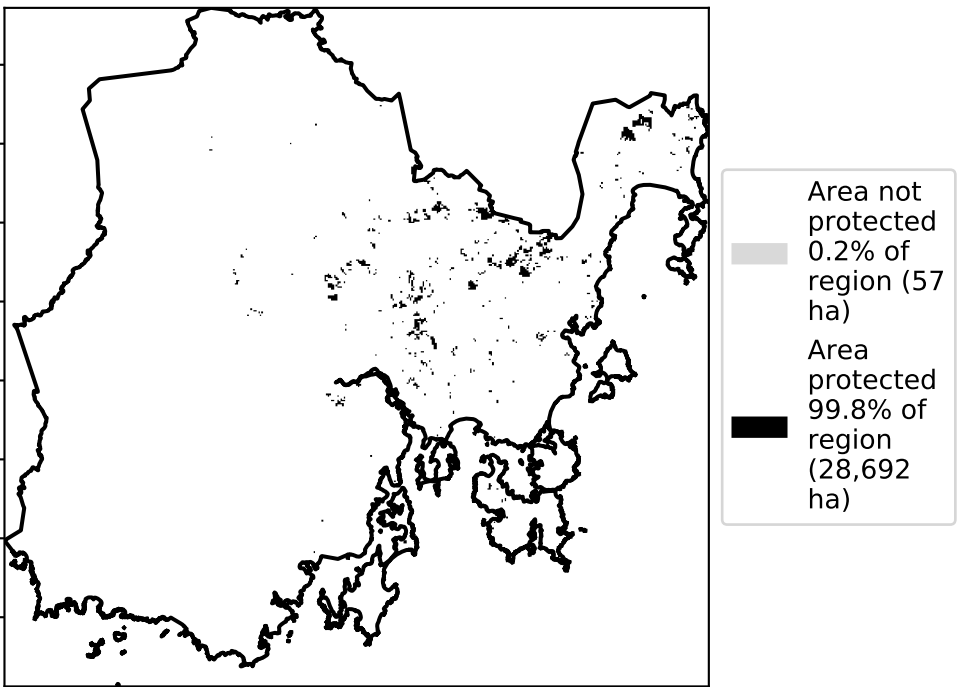 Area not
protected
0.2% of
region (57
ha)
Area
protected
99.8% of
region
(28,692
ha)